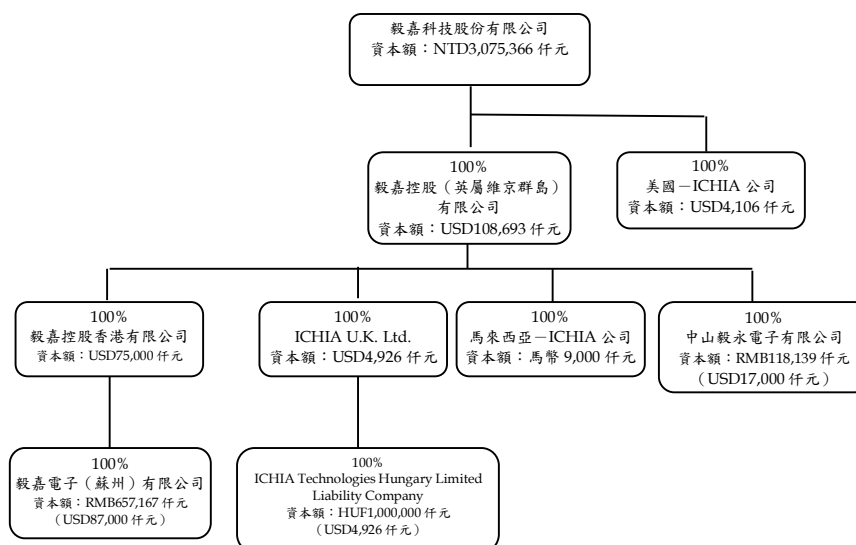 毅嘉科技股份有限公司
資本額：NTD3,075,366 仟元
100%
毅嘉控股（英屬維京群島）
有限公司
資本額：USD108,693 仟元
100%
美國－ICHIA 公司
資本額：USD4,106 仟元
100%
毅嘉控股香港有限公司
資本額：USD75,000 仟元
100%
ICHIA U.K. Ltd.
資本額：USD4,926 仟元
100%
馬來西亞－ICHIA 公司
資本額：馬幣 9,000 仟元
100%
中山毅永電子有限公司
資本額：RMB118,139 仟元
（USD17,000 仟元）
100%
毅嘉電子（蘇州）有限公司
資本額：RMB657,167 仟元
（USD87,000 仟元）
100%
ICHIA Technologies Hungary Limited
Liability Company
資本額：HUF1,000,000 仟元
（USD4,926 仟元）